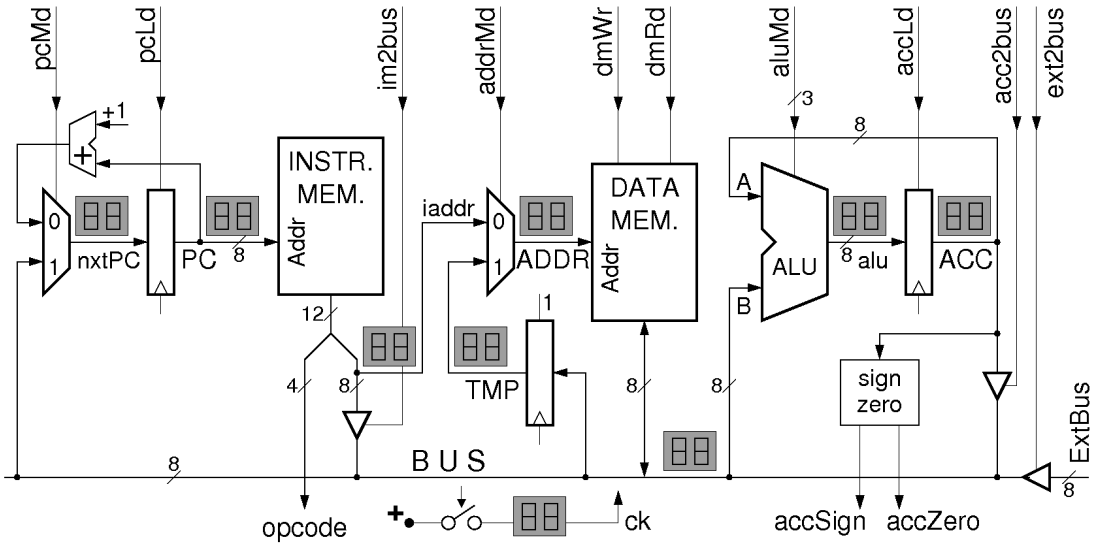 pcMd
pcLd
im2bus
addrMd
dmWr
dmRd
aluMd
accLd
acc2bus
ext2bus
+1
+
3
8
INSTR.
MEM.
Addr
DATA
MEM.
Addr
A
B
ALU
0
1
nxtPC
PC
8
iaddr
0
1
ADDR
8
alu
ACC
12
1
4
8
TMP
8
8
sign
zero
8
BUS
ExtBus
8
opcode
+
ck
accSign
accZero